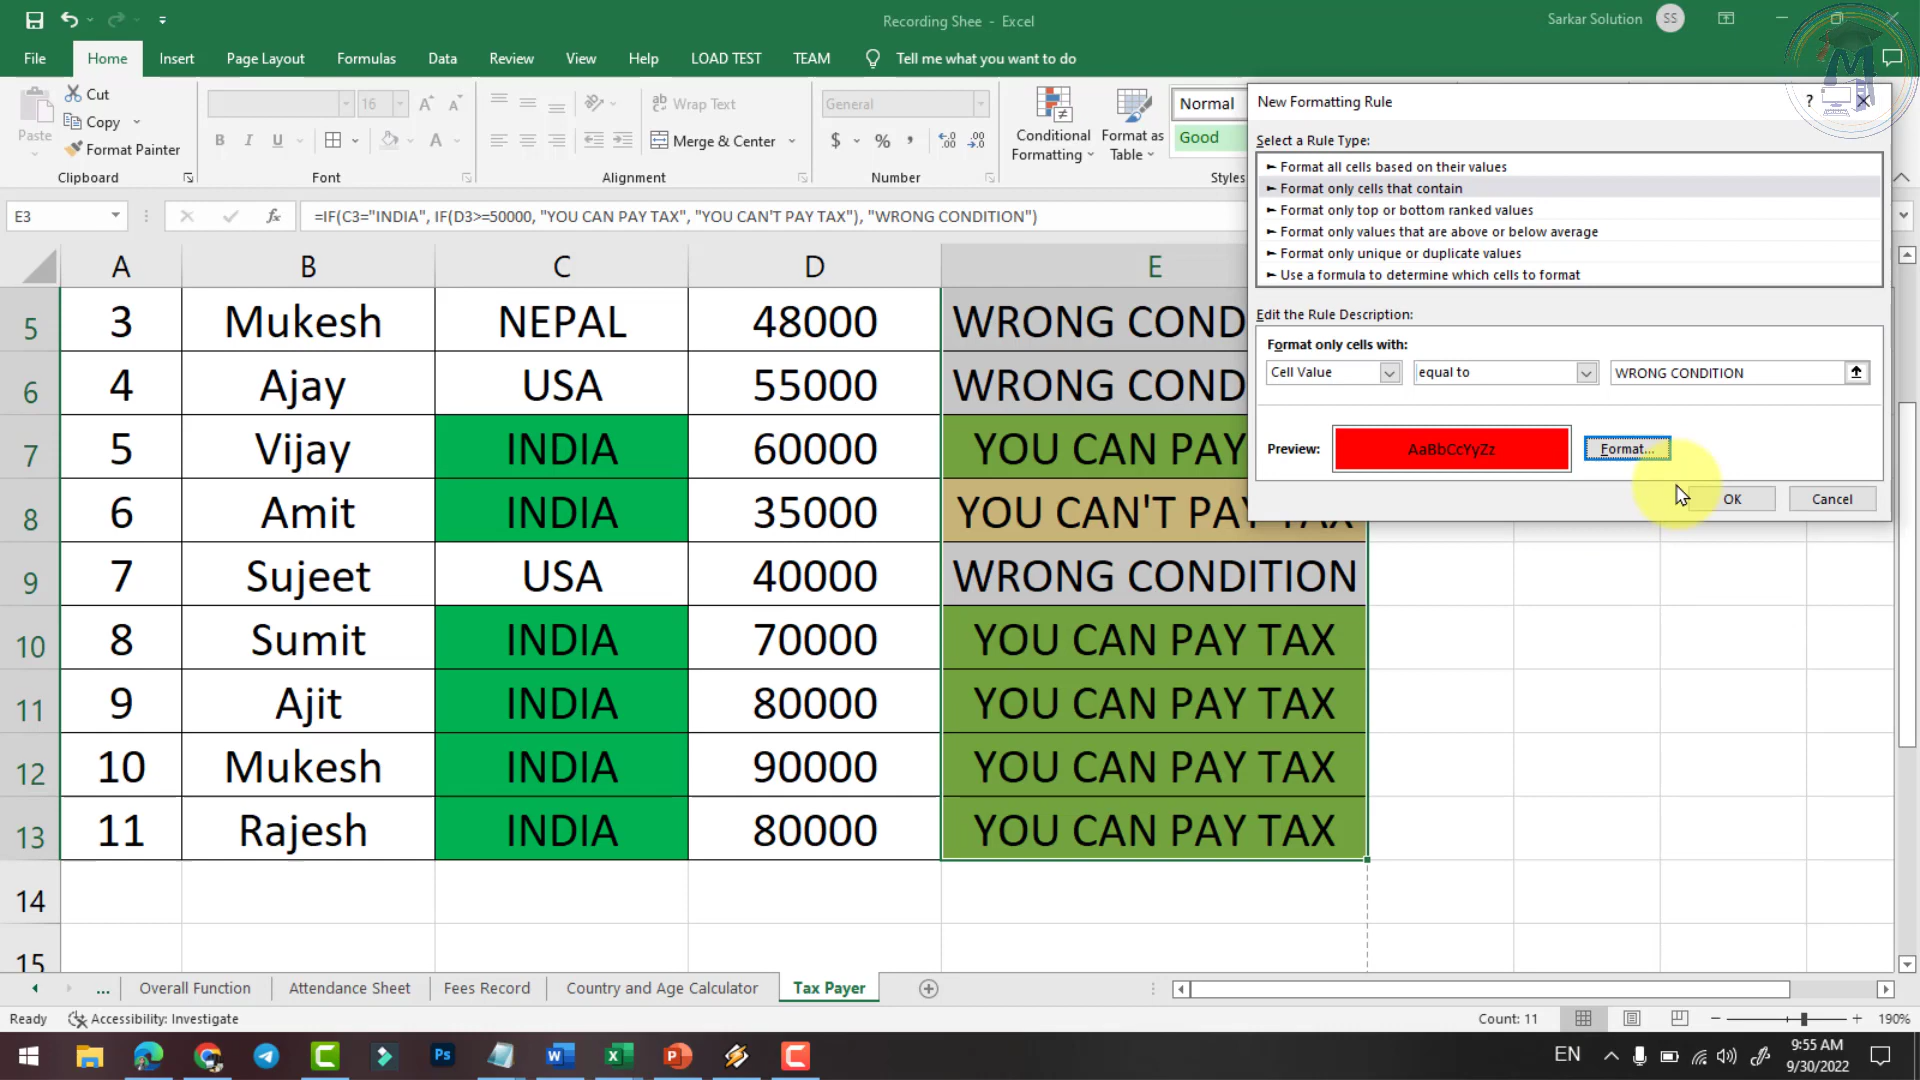 Recording Shee - Excel
Sarkar Solution SS
File Home Insert Page Layout Formulas Data Review View Help LOAD TEST TEAM Tell me what you want to do
Cut
Copy
Format Painter
Paste
Clipboard
16
B I U
Font
Wrap Text
Merge & Center
Alignment
General
$ % ,
Number
Conditional Formatting
Format as Table
Normal
Good
Styles
E3
fx
=IF(C3="INDIA", IF(D3>=50000, "YOU CAN PAY TAX", "YOU CAN'T PAY TAX"), "WRONG CONDITION")
A B C D E
5 3 Mukesh NEPAL 48000 WRONG COND
6 4 Ajay USA 55000 WRONG COND
7 5 Vijay INDIA 60000 YOU CAN PAY
8 6 Amit INDIA 35000 YOU CAN'T PAY TAX
9 7 Sujeet USA 40000 WRONG CONDITION
10 8 Sumit INDIA 70000 YOU CAN PAY TAX
11 9 Ajit INDIA 80000 YOU CAN PAY TAX
12 10 Mukesh INDIA 90000 YOU CAN PAY TAX
13 11 Rajesh INDIA 80000 YOU CAN PAY TAX
14
15
New Formatting Rule
?
Select a Rule Type:
► Format all cells based on their values
► Format only cells that contain
► Format only top or bottom ranked values
► Format only values that are above or below average
► Format only unique or duplicate values
► Use a formula to determine which cells to format
Edit the Rule Description:
Format only cells with:
Cell Value equal to WRONG CONDITION
Preview: AaBbCcYyZz Format...
OK Cancel
... Overall Function Attendance Sheet Fees Record Country and Age Calculator Tax Payer
Ready Accessibility: Investigate Count: 11 190%
EN
9:55 AM
9/30/2022